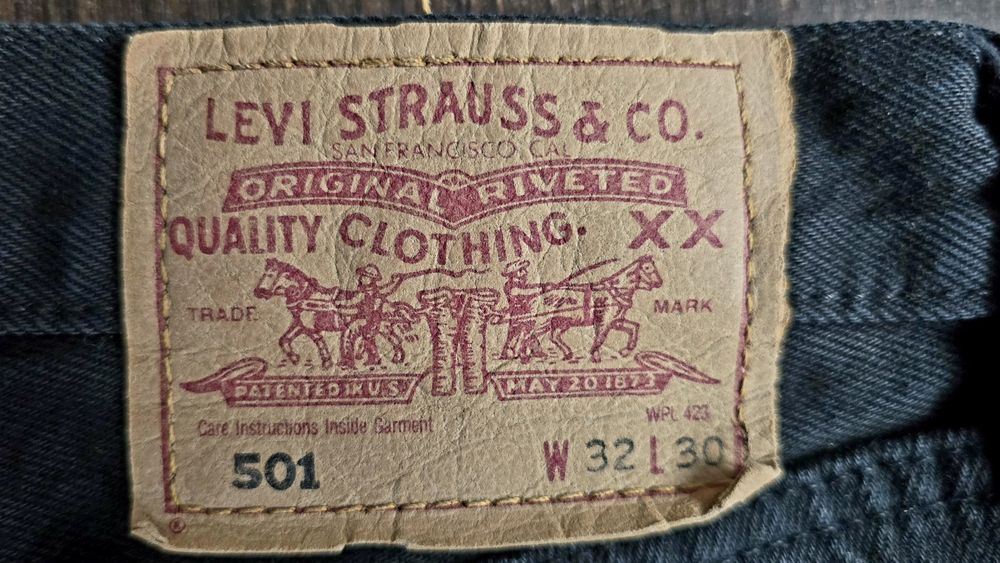 LEVI STRAUSS & CO.
SAN FRANCISCO CAL
ORIGINAL RIVETED
QUALITY CLOTHING. XX
TRADE MARK
PATENTED IN U.S. MAY 20 1873
Care Instructions Inside Garment
WPL 423
501
W 32 L 30
®